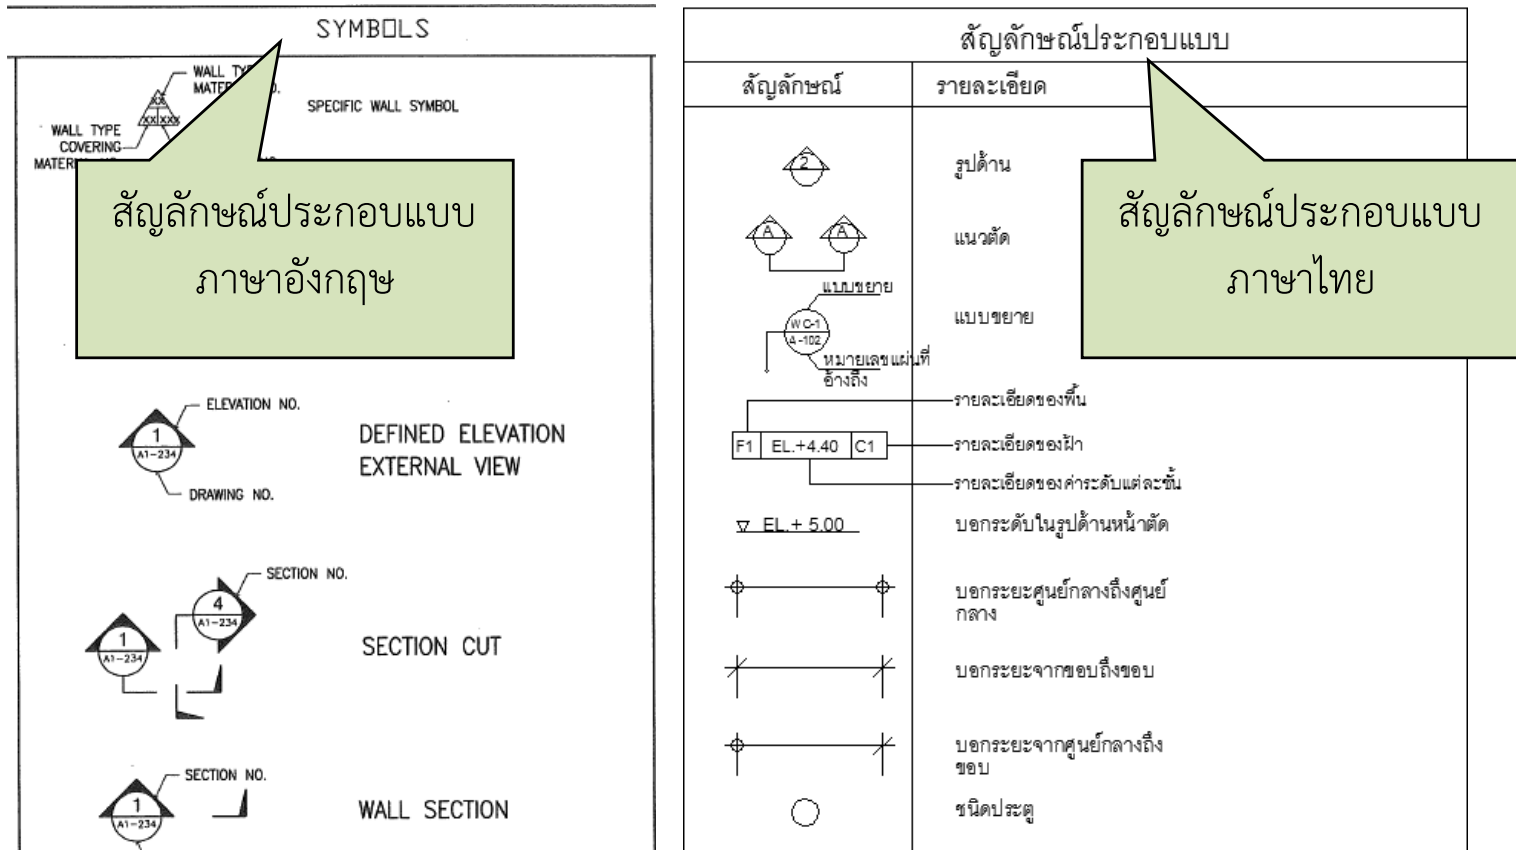 SYMBOLS
WALL TY
MATE
O.
XX
XX XXX
SPECIFIC WALL SYMBOL
WALL TYPE
COVERING
MATER
สัญลักษณ์ประกอบแบบ
ภาษาอังกฤษ
ELEVATION NO.
1
A1-234
DRAWING NO.
DEFINED ELEVATION
EXTERNAL VIEW
SECTION NO.
4
A1-234
1
A1-234
SECTION CUT
SECTION NO.
1
A1-234
WALL SECTION
สัญลักษณ์ประกอบแบบ
สัญลักษณ์ รายละเอียด
2 รูปด้าน
A A แนวตัด
แบบขยาย
WC-1
A-102
แบบขยาย
หมายเลขแผ่นที่
อ้างถึง
สัญลักษณ์ประกอบแบบ
ภาษาไทย
รายละเอียดของพื้น
F1 EL.+4.40 C1 รายละเอียดของฝ้า
รายละเอียดของค่าระดับแต่ละชั้น
EL.+ 5.00 บอกระดับในรูปด้านหน้าตัด
บอกระยะศูนย์กลางถึงศูนย์
กลาง
บอกระยะจากขอบถึงขอบ
บอกระยะจากศูนย์กลางถึง
ขอบ
ชนิดประตู